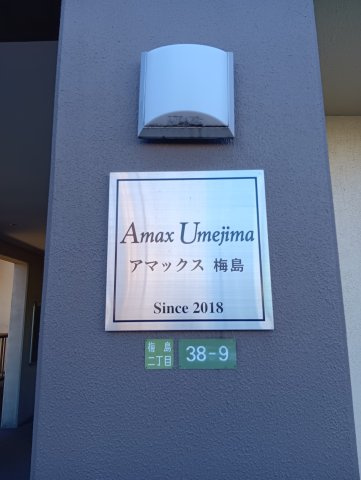 Amax Umejima
アマックス 梅島
Since 2018
梅島
二丁目
38-9